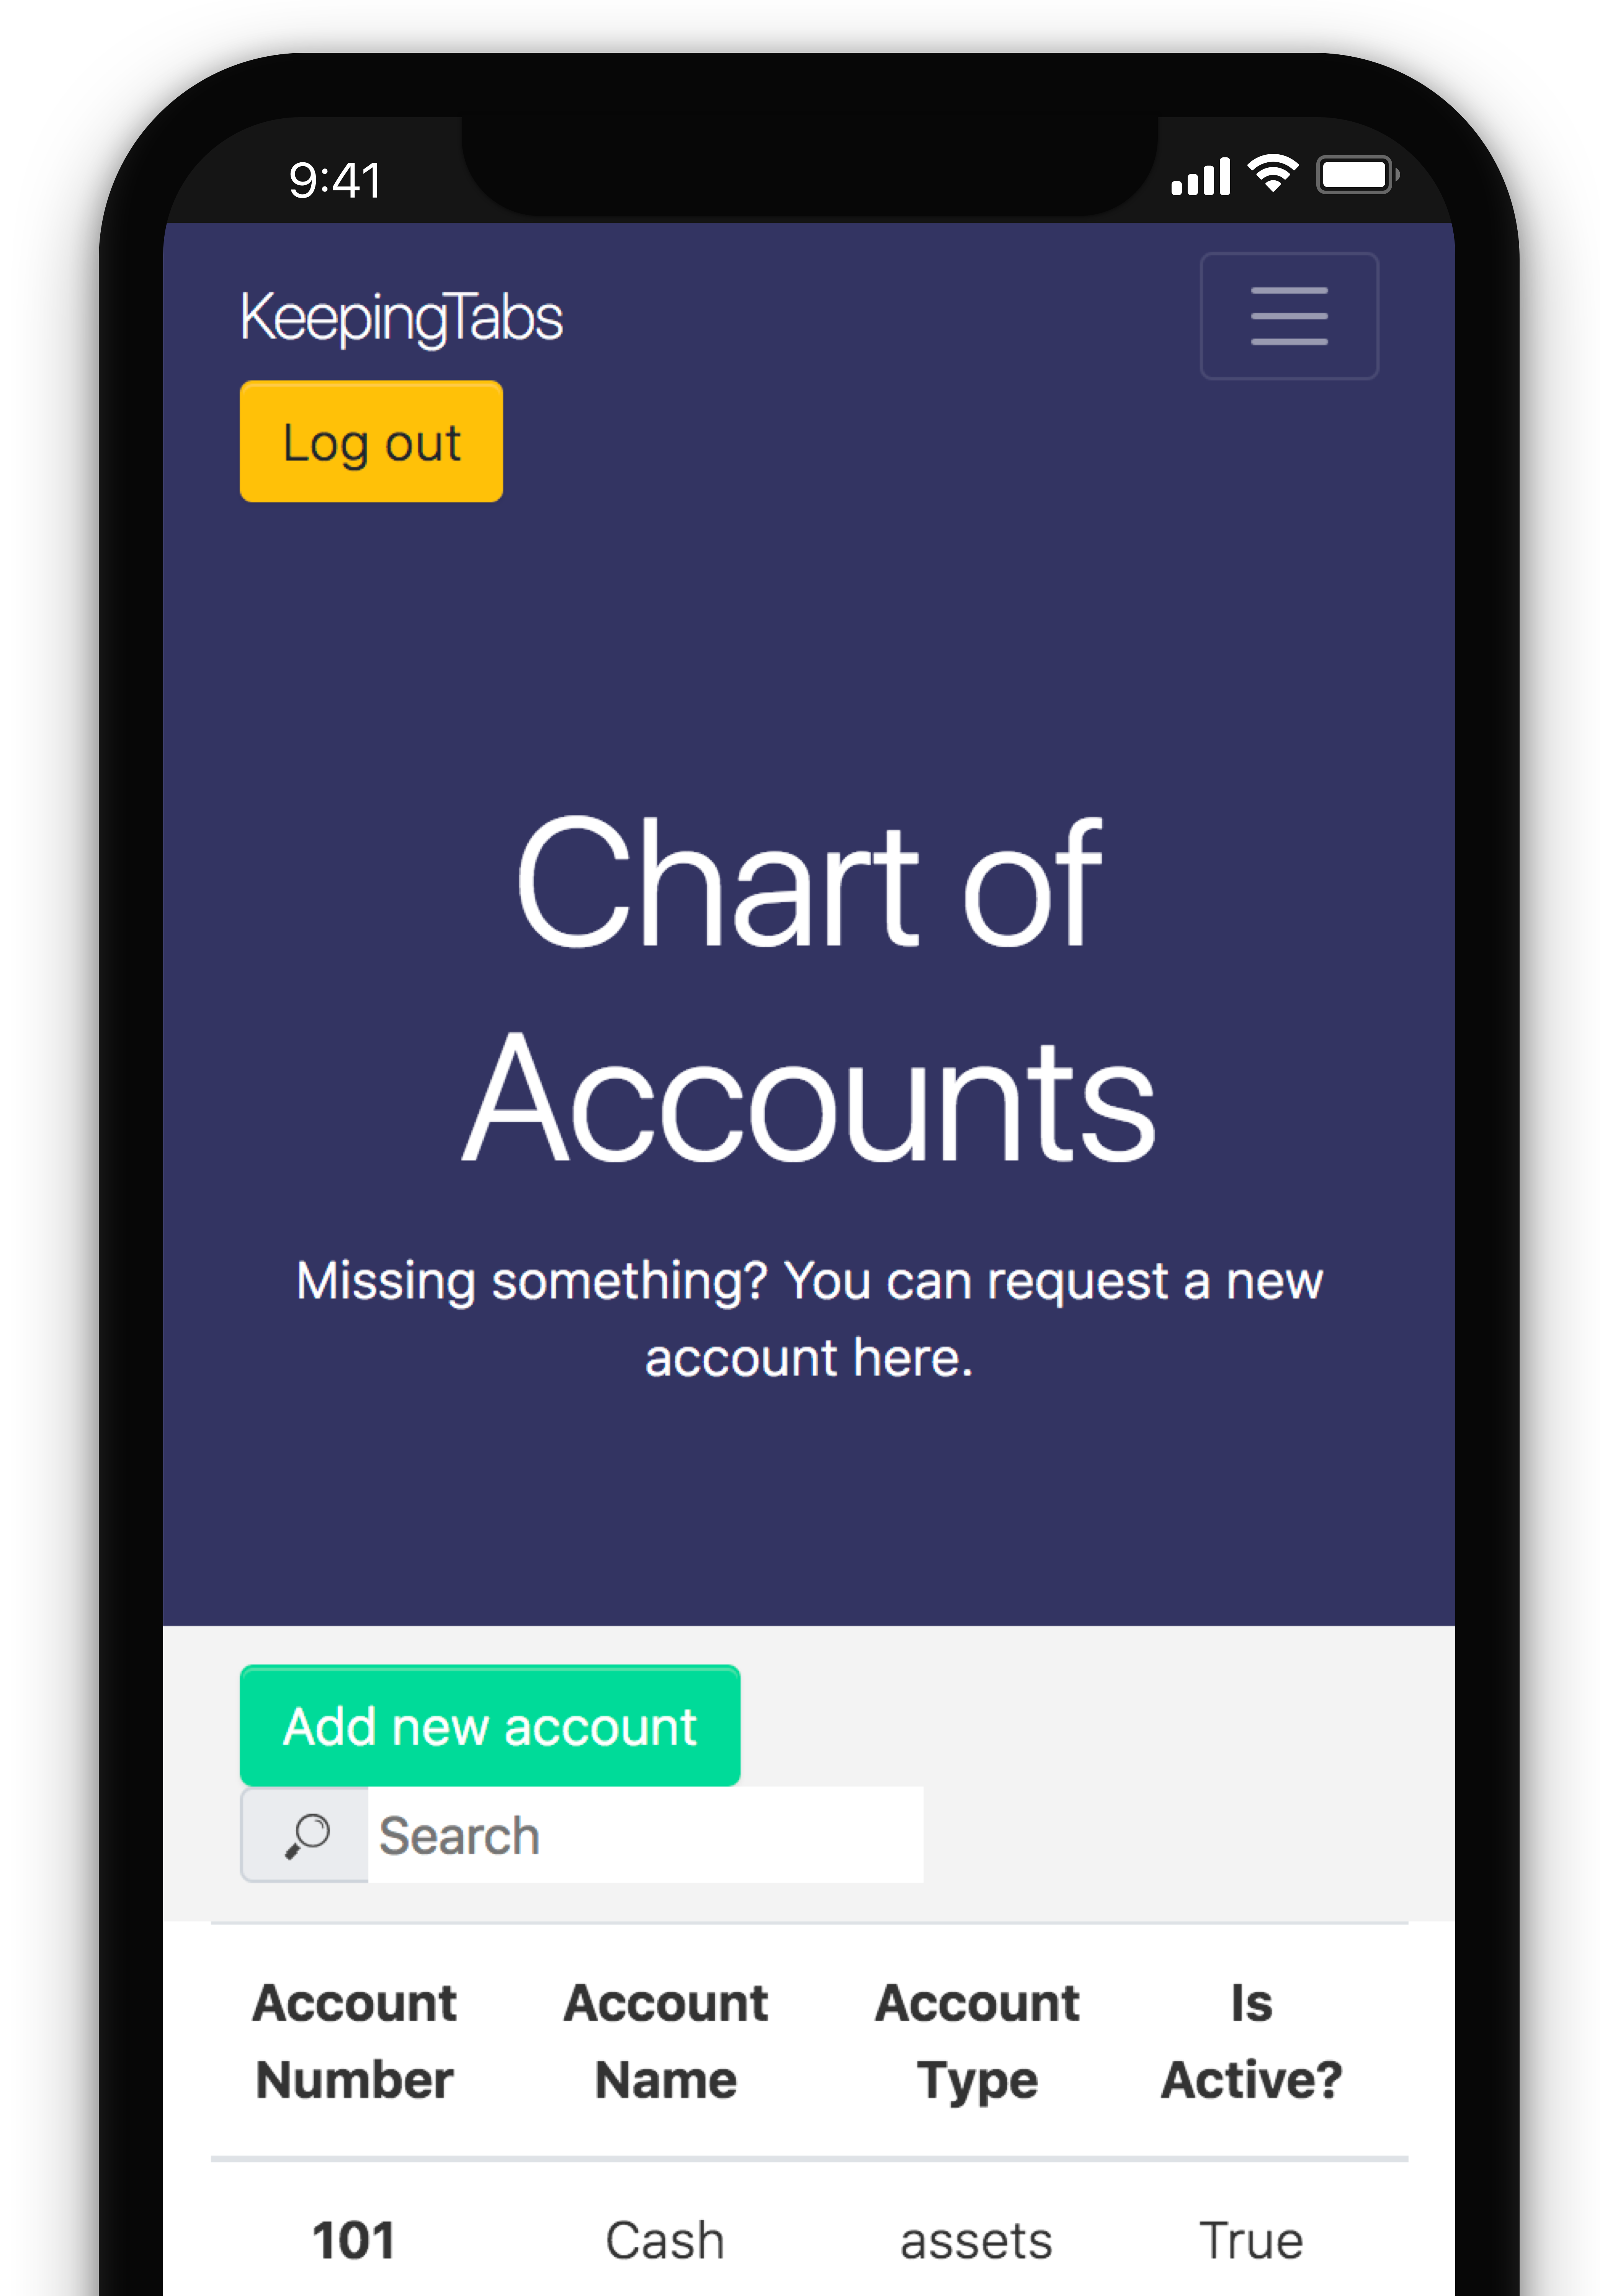 9:41
KeepingTabs
Log out
Chart of
Accounts
Missing something? You can request a new
account here.
Add new account
Search
Account Account Account Is
Number Name Type Active?
101 Cash assets True